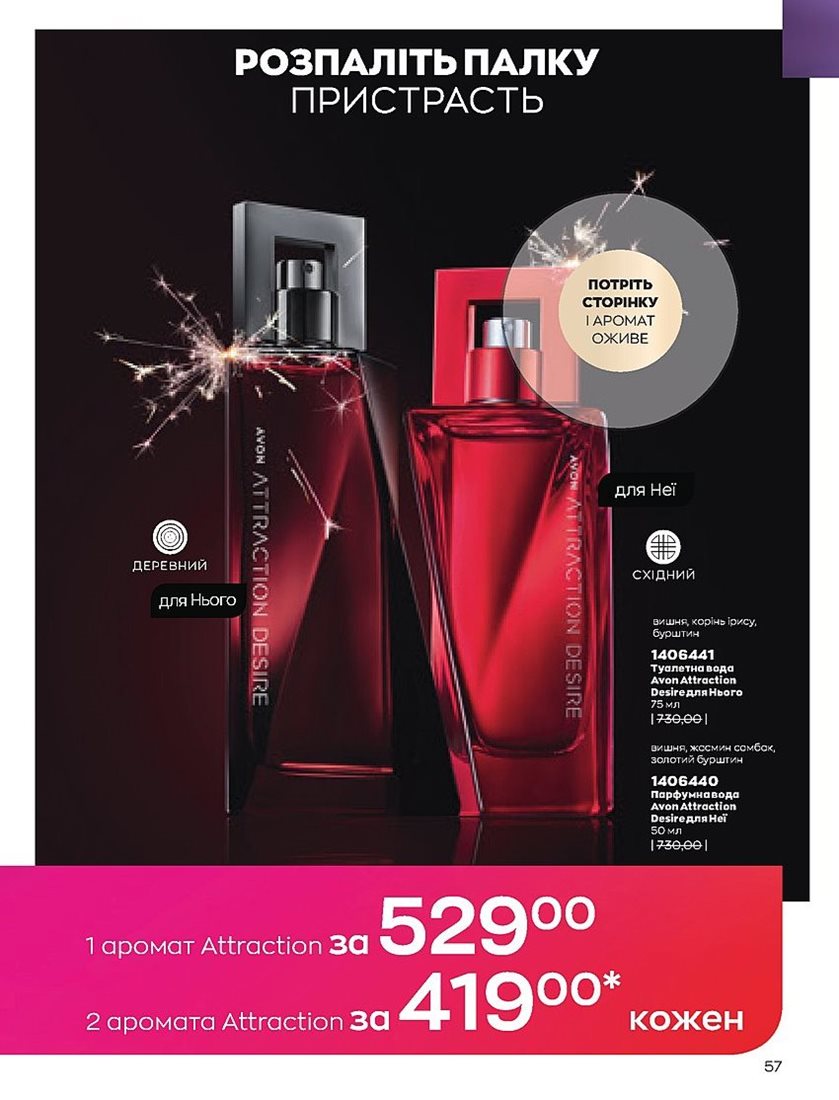 РОЗПАЛІТЬ ПАЛКУ
ПРИСТРАСТЬ
ПОТРІТЬ
СТОРІНКУ
І АРОМАТ
ОЖИВЕ
AVON ATTRACTION DESIRE
AVON ATTRACTION DESIRE
для Неї
ДЕРЕВНИЙ
для Нього
СХІДНИЙ
вишня, корінь ірису,
бурштин
1406441
Туалетна вода
Avon Attraction
Desire для Нього
75 мл
| 730,00 |
вишня, жасмин самбак,
золотий бурштин
1406440
Парфумна вода
Avon Attraction
Desire для Неї
50 мл
| 730,00 |
1 аромат Attraction за 529⁰⁰
2 аромата Attraction за 419⁰⁰* кожен
57